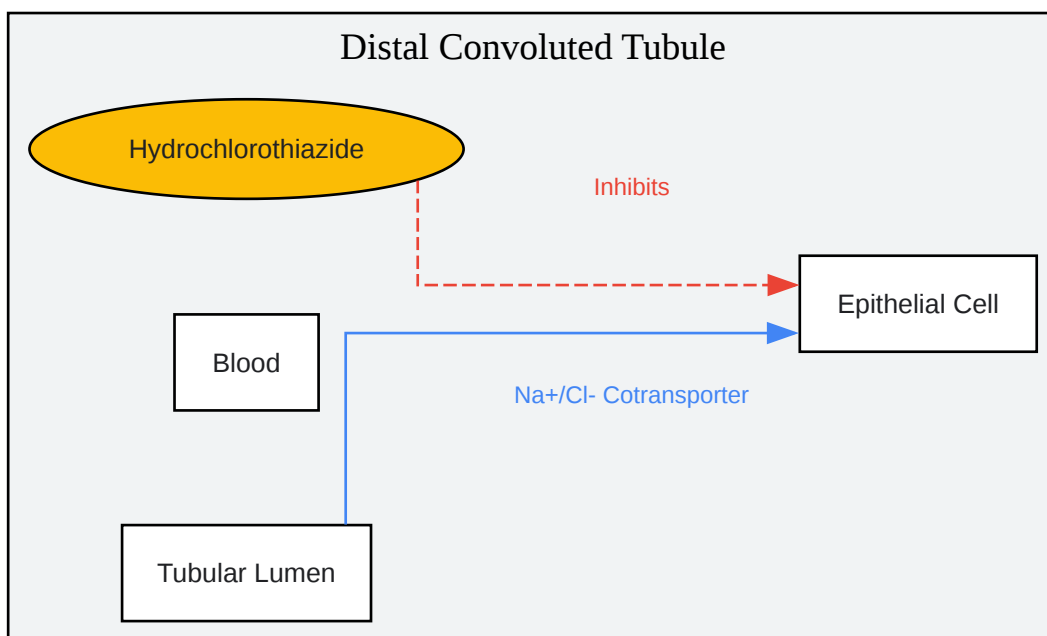 Distal Convoluted Tubule
Hydrochlorothiazide
Inhibits
Epithelial Cell
Blood
Na+/Cl- Cotransporter
Tubular Lumen